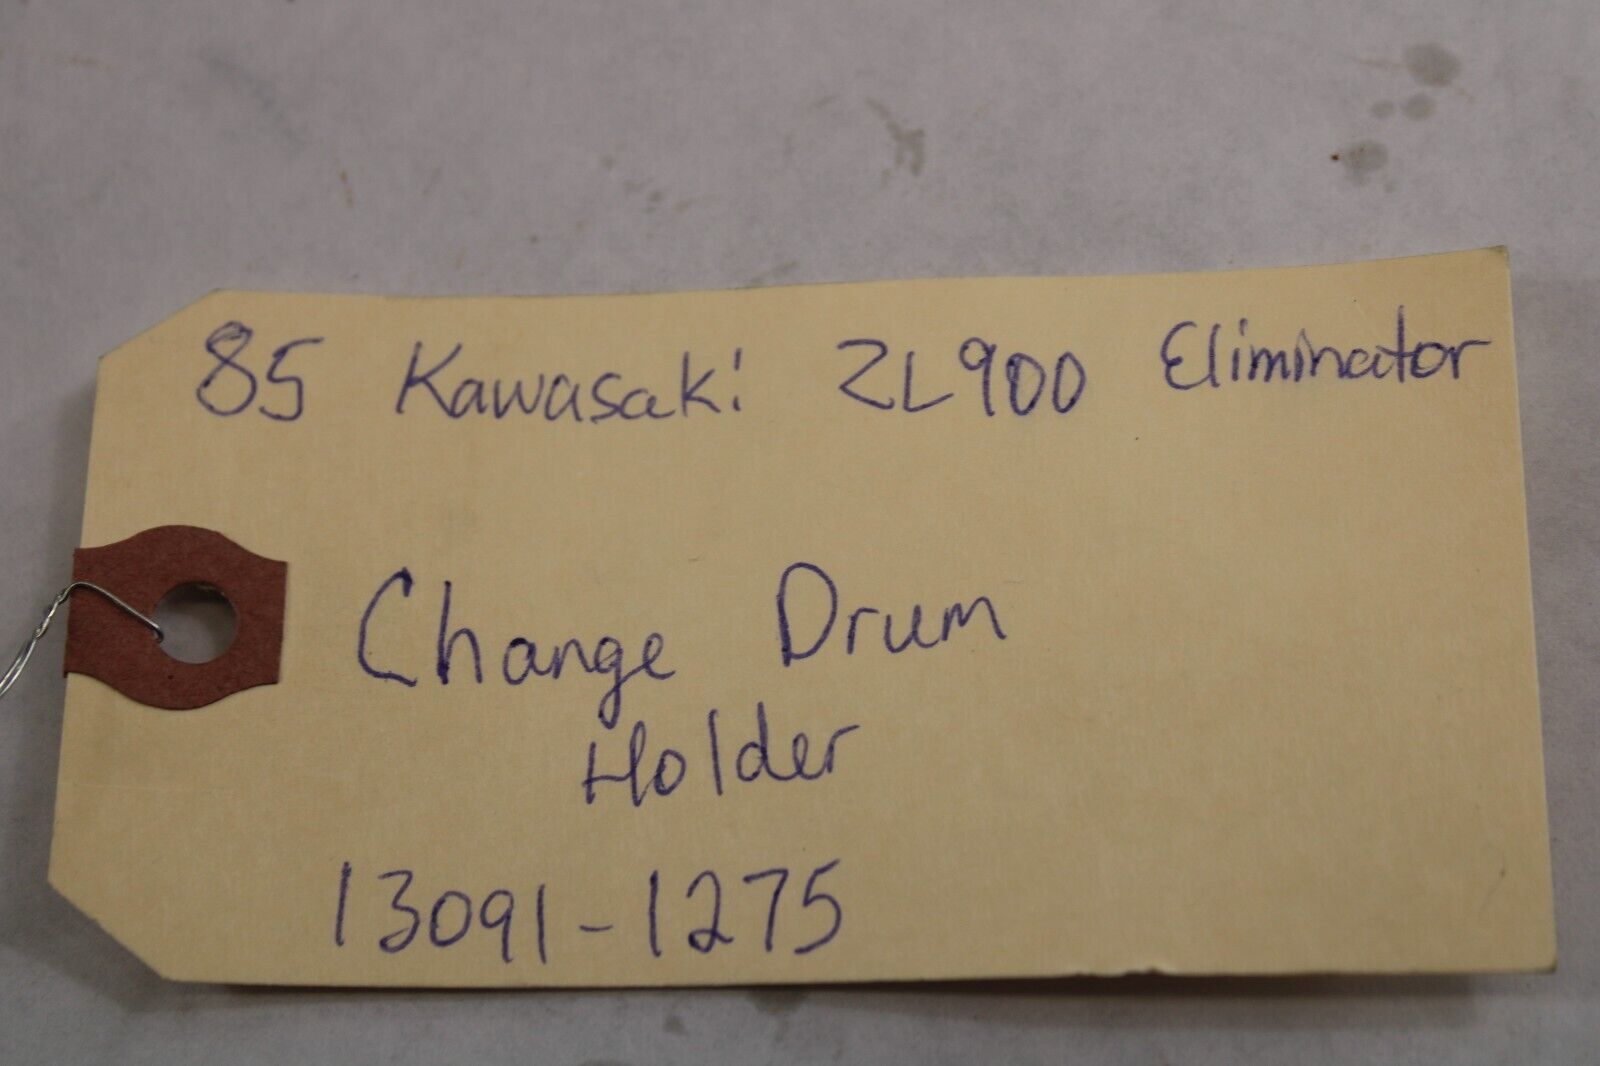 85 Kawasaki ZL900 Eliminator
Change Drum
Holder
13091-1275